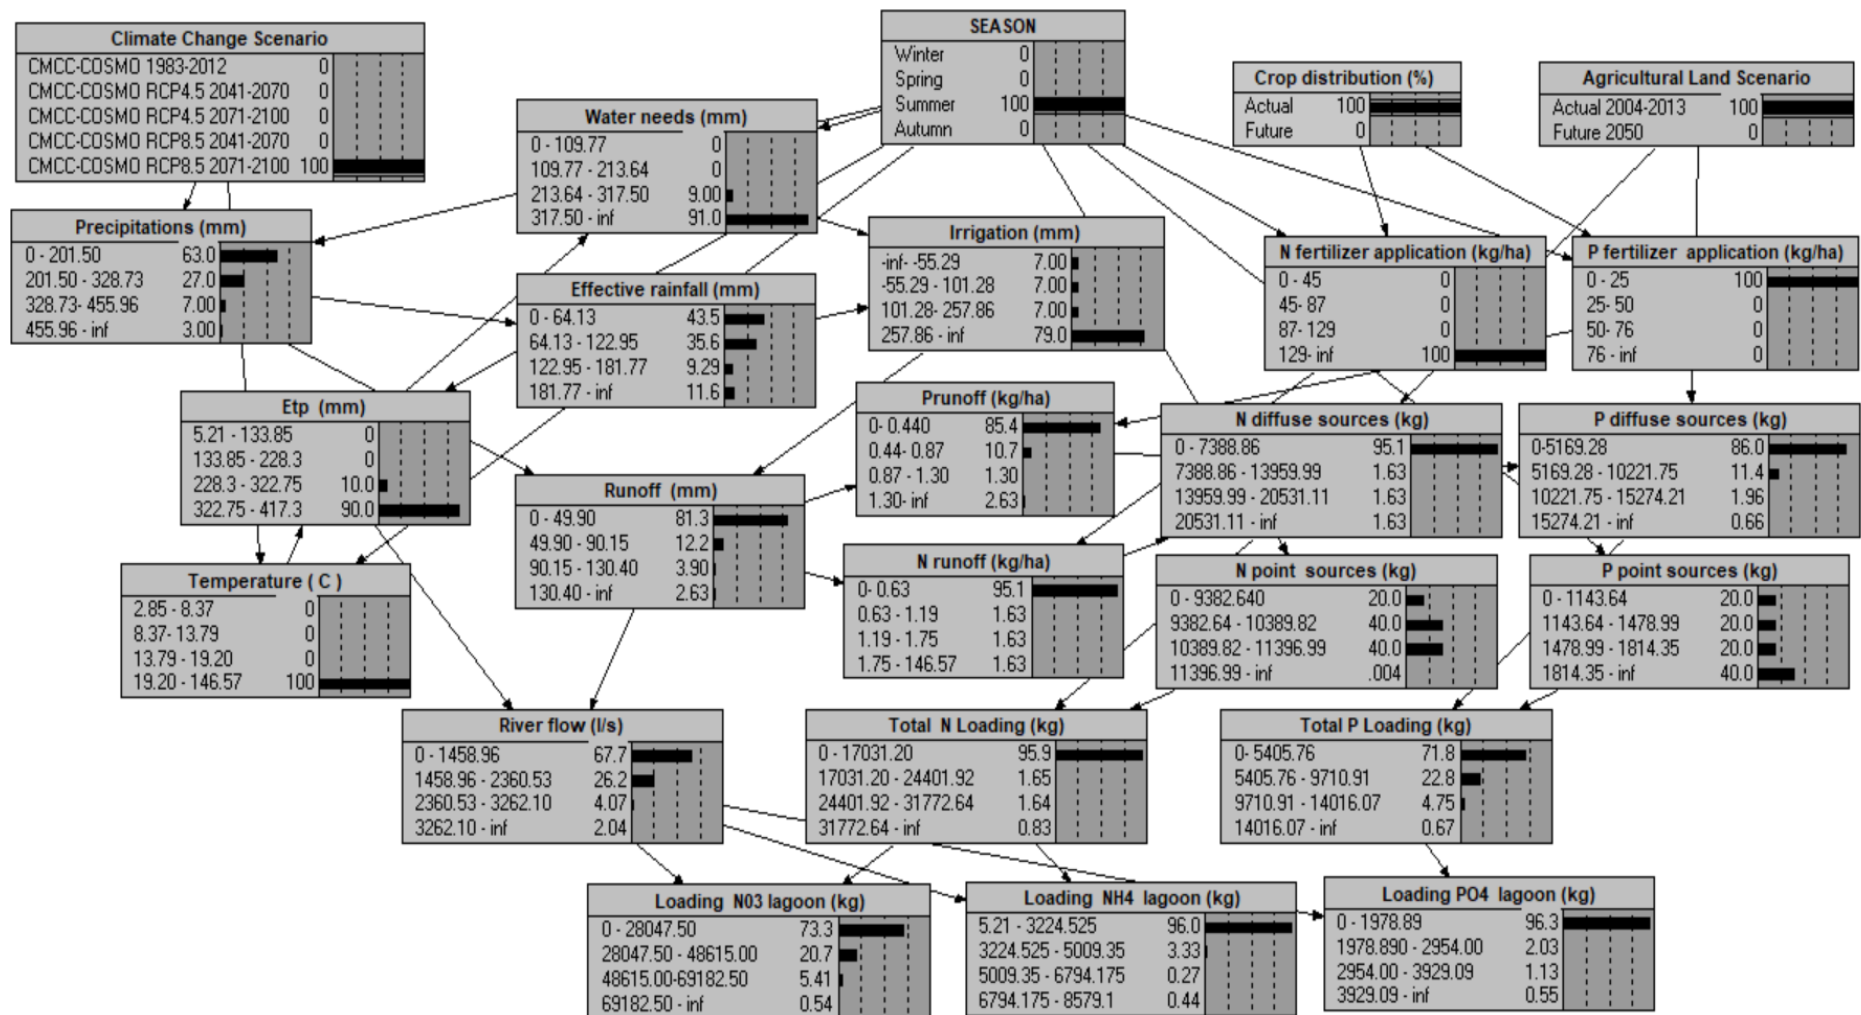 Climate Change Scenario
CMCC-COSMO 1983-2012 0
CMCC-COSMO RCP4.5 2041-2070 0
CMCC-COSMO RCP4.5 2071-2100 0
CMCC-COSMO RCP8.5 2041-2070 0
CMCC-COSMO RCP8.5 2071-2100 100
SEASON
Winter 0
Spring 0
Summer 100
Autumn 0
Crop distribution (%)
Actual 100
Future 0
Agricultural Land Scenario
Actual 2004-2013 100
Future 2050 0
Water needs (mm)
0 - 109.77 0
109.77 - 213.64 0
213.64 - 317.50 9.00
317.50 - inf 91.0
Precipitations (mm)
0 - 201.50 63.0
201.50 - 328.73 27.0
328.73- 455.96 7.00
455.96 - inf 3.00
Irrigation (mm)
-inf- -55.29 7.00
-55.29 - 101.28 7.00
101.28- 257.86 7.00
257.86 - inf 79.0
N fertilizer application (kg/ha)
0 - 45 0
45- 87 0
87- 129 0
129- inf 100
P fertilizer application (kg/ha)
0 - 25 100
25- 50 0
50- 76 0
76 - inf 0
Effective rainfall (mm)
0 - 64.13 43.5
64.13 - 122.95 35.6
122.95 - 181.77 9.29
181.77 - inf 11.6
Etp (mm)
5.21 - 133.85 0
133.85 - 228.3 0
228.3 - 322.75 10.0
322.75 - 417.3 90.0
Prunoff (kg/ha)
0- 0.440 85.4
0.44- 0.87 10.7
0.87 - 1.30 1.30
1.30- inf 2.63
N diffuse sources (kg)
0 - 7388.86 95.1
7388.86 - 13959.99 1.63
13959.99 - 20531.11 1.63
20531.11 - inf 1.63
P diffuse sources (kg)
0-5169.28 86.0
5169.28 - 10221.75 11.4
10221.75 - 15274.21 1.96
15274.21 - inf 0.66
Runoff (mm)
0 - 49.90 81.3
49.90 - 90.15 12.2
90.15 - 130.40 3.90
130.40 - inf 2.63
Temperature ( C )
2.85 - 8.37 0
8.37- 13.79 0
13.79 - 19.20 0
19.20 - 146.57 100
N runoff (kg/ha)
0- 0.63 95.1
0.63 - 1.19 1.63
1.19 - 1.75 1.63
1.75 - 146.57 1.63
N point sources (kg)
0 - 9382.640 20.0
9382.64 - 10389.82 40.0
10389.82 - 11396.99 40.0
11396.99 - inf .004
P point sources (kg)
0 - 1143.64 20.0
1143.64 - 1478.99 20.0
1478.99 - 1814.35 20.0
1814.35 - inf 40.0
River flow (l/s)
0 - 1458.96 67.7
1458.96 - 2360.53 26.2
2360.53 - 3262.10 4.07
3262.10 - inf 2.04
Total N Loading (kg)
0 - 17031.20 95.9
17031.20 - 24401.92 1.65
24401.92 - 31772.64 1.64
31772.64 - inf 0.83
Total P Loading (kg)
0- 5405.76 71.8
5405.76 - 9710.91 22.8
9710.91 - 14016.07 4.75
14016.07 - inf 0.67
Loading N03 lagoon (kg)
0 - 28047.50 73.3
28047.50 - 48615.00 20.7
48615.00-69182.50 5.41
69182.50 - inf 0.54
Loading NH4 lagoon (kg)
5.21 - 3224.525 96.0
3224.525 - 5009.35 3.33
5009.35 - 6794.175 0.27
6794.175 - 8579.1 0.44
Loading PO4 lagoon (kg)
0 - 1978.89 96.3
1978.890 - 2954.00 2.03
2954.00 - 3929.09 1.13
3929.09 - inf 0.55